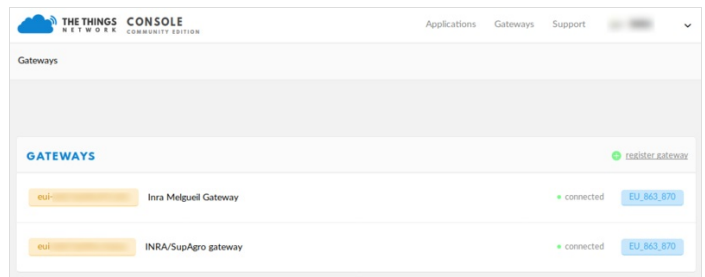 THE THINGS NETWORK
CONSOLE
COMMUNITY EDITION
Applications Gateways Support
Gateways
GATEWAYS
register gateway
eui- Inra Melgueil Gateway connected EU_863_870
eui INRA/SupAgro gateway connected EU_863_870